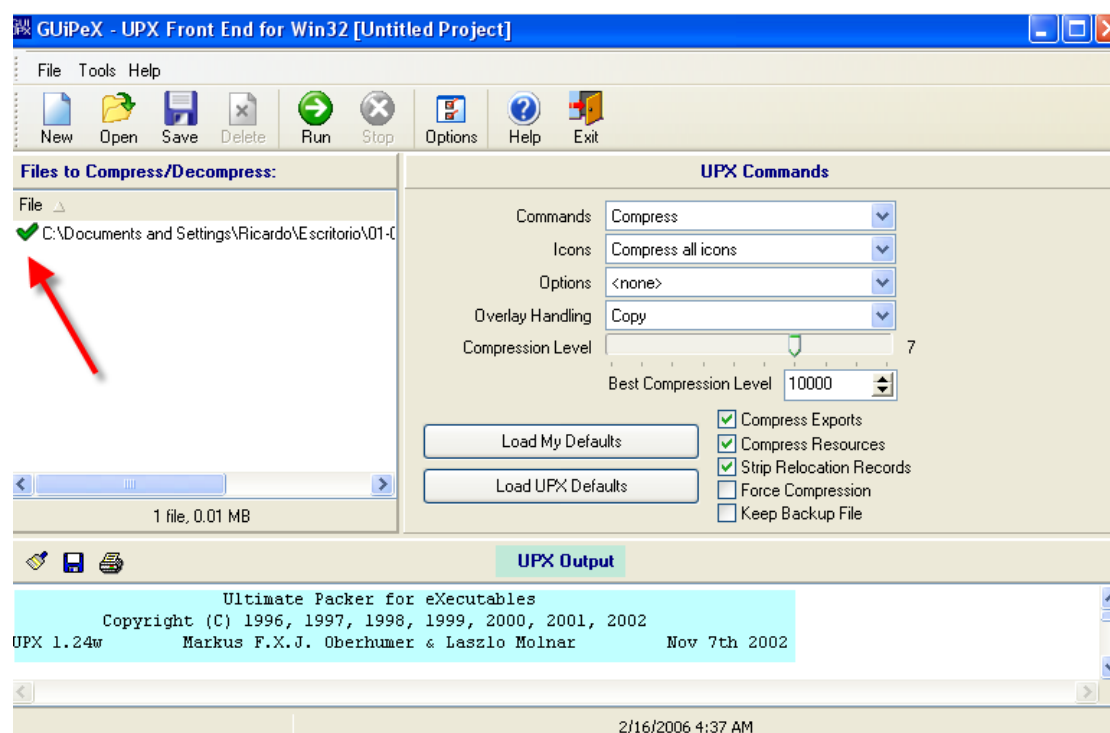 GUiPeX - UPX Front End for Win32 [Untitled Project]
File Tools Help
New Open Save Delete Run Stop Options Help Exit
Files to Compress/Decompress:
UPX Commands
File
C:\Documents and Settings\Ricardo\Escritorio\01-
Commands Compress
Icons Compress all icons
Options <none>
Overlay Handling Copy
Compression Level 7
Best Compression Level 10000
Load My Defaults
Load UPX Defaults
Compress Exports
Compress Resources
Strip Relocation Records
Force Compression
Keep Backup File
1 file, 0.01 MB
UPX Output
Ultimate Packer for eXecutables
Copyright (C) 1996, 1997, 1998, 1999, 2000, 2001, 2002
UPX 1.24w Markus F.X.J. Oberhumer & Laszlo Molnar Nov 7th 2002
2/16/2006 4:37 AM